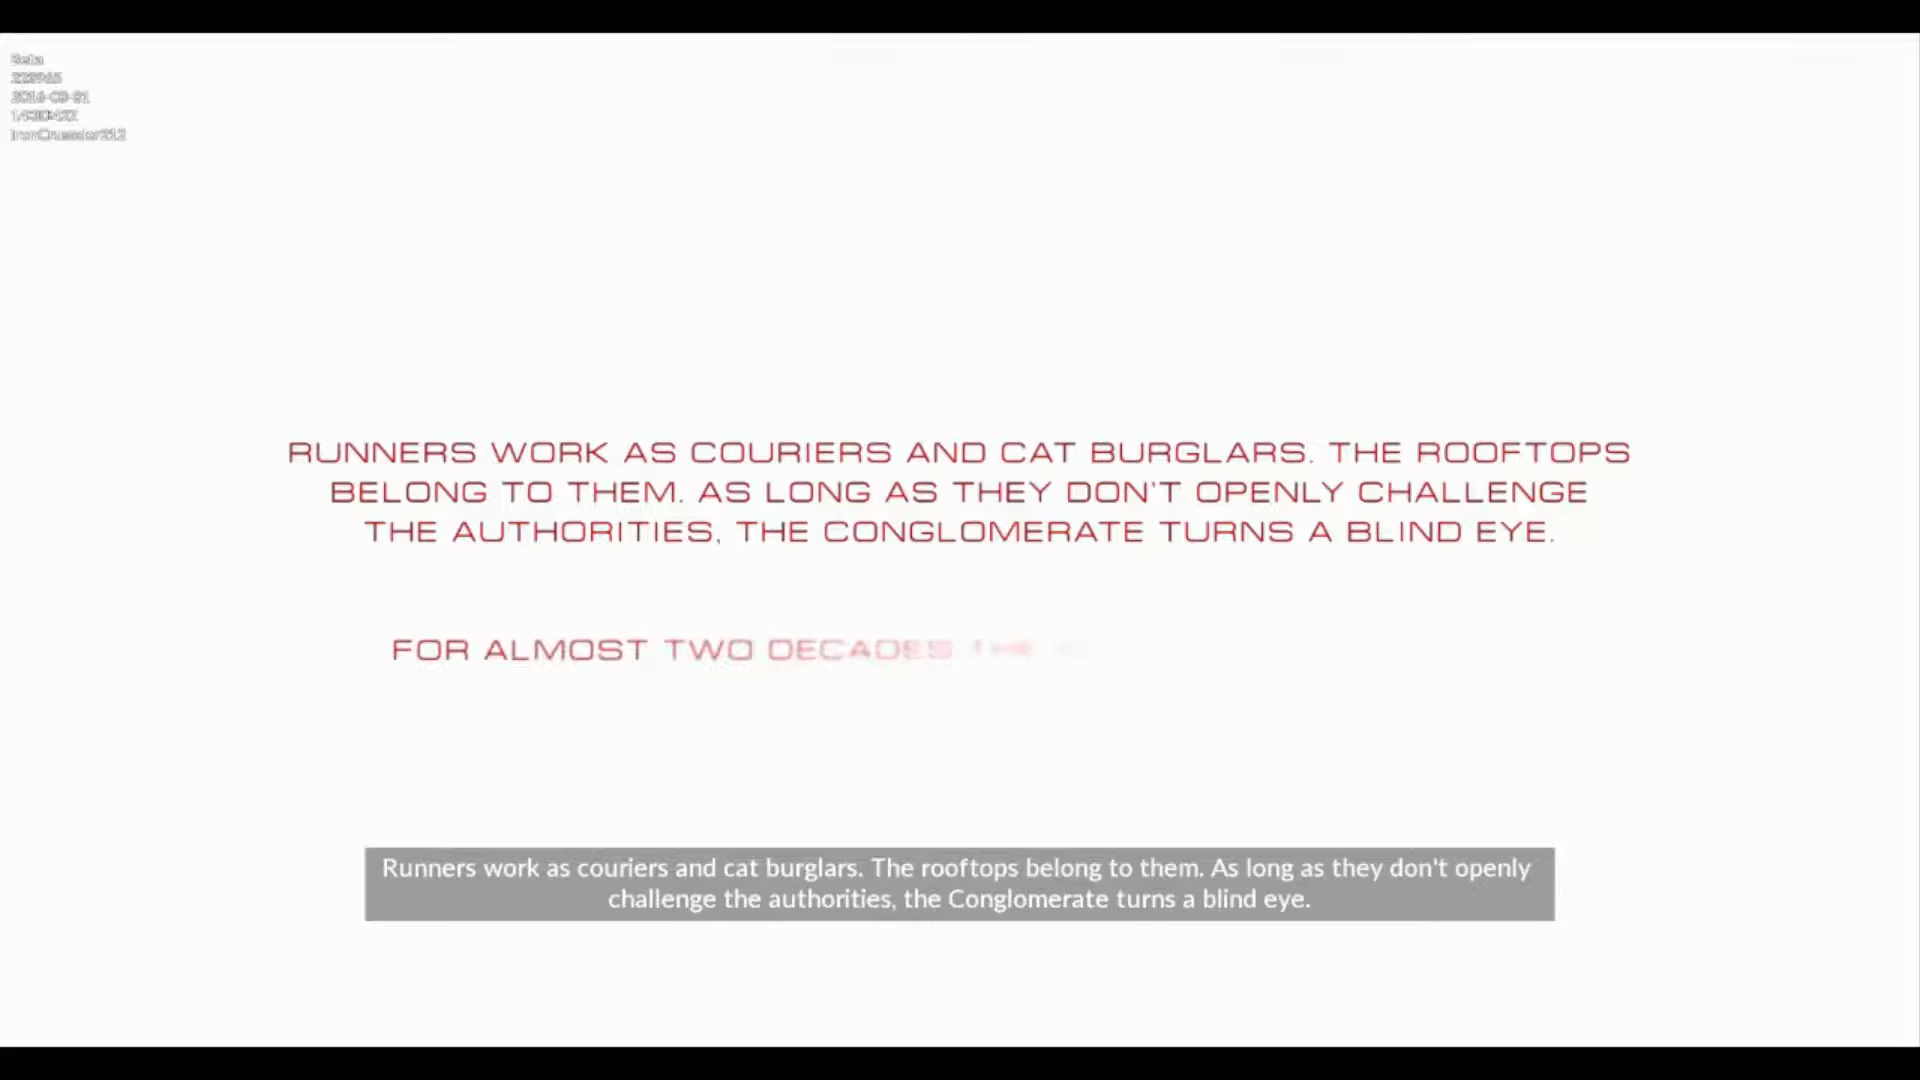 Beta
RUNNERS WORK AS COURIERS AND CAT BURGLARS. THE ROOFTOPS
BELONG TO THEM. AS LONG AS THEY DON'T OPENLY CHALLENGE
THE AUTHORITIES, THE CONGLOMERATE TURNS A BLIND EYE.
FOR ALMOST TWO DECADES THE
Runners work as couriers and cat burglars. The rooftops belong to them. As long as they don't openly
challenge the authorities, the Conglomerate turns a blind eye.